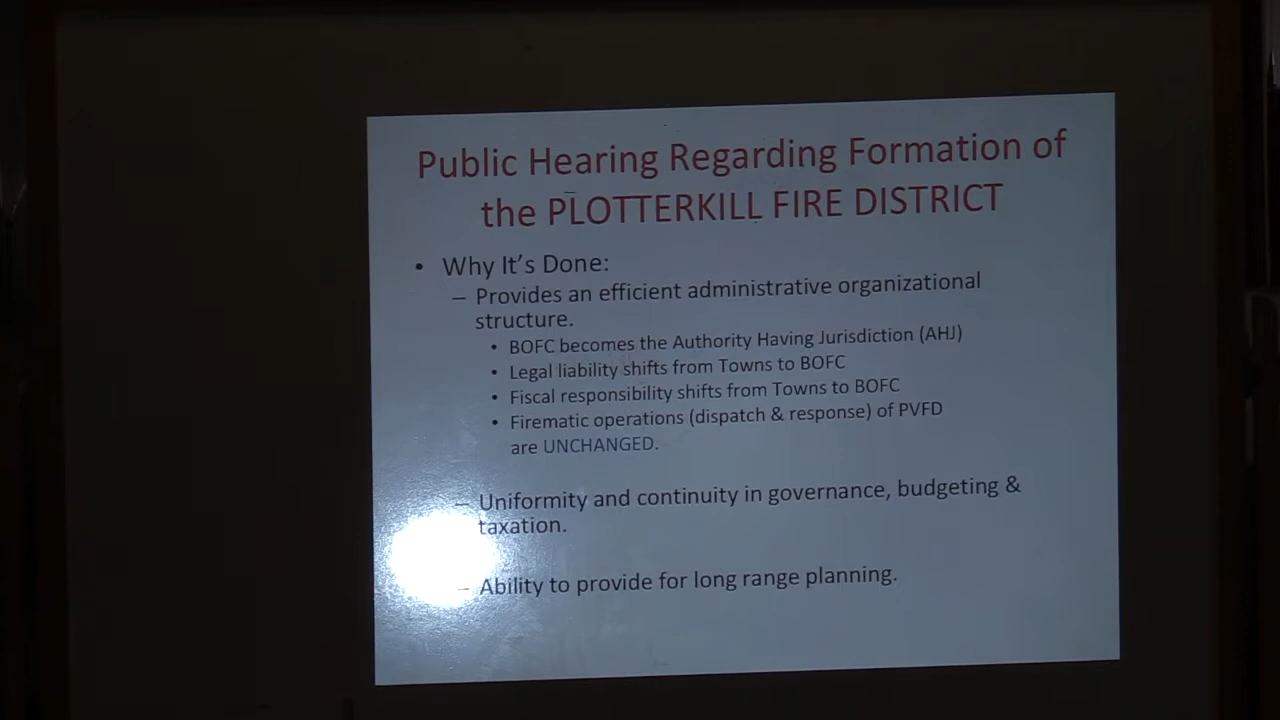 Public Hearing Regarding Formation of
the PLOTTERKILL FIRE DISTRICT
• Why It's Done:
– Provides an efficient administrative organizational
structure.
• BOFC becomes the Authority Having Jurisdiction (AHJ)
• Legal liability shifts from Towns to BOFC
• Fiscal responsibility shifts from Towns to BOFC
• Firematic operations (dispatch & response) of PVFD
are UNCHANGED.
– Uniformity and continuity in governance, budgeting &
taxation.
– Ability to provide for long range planning.